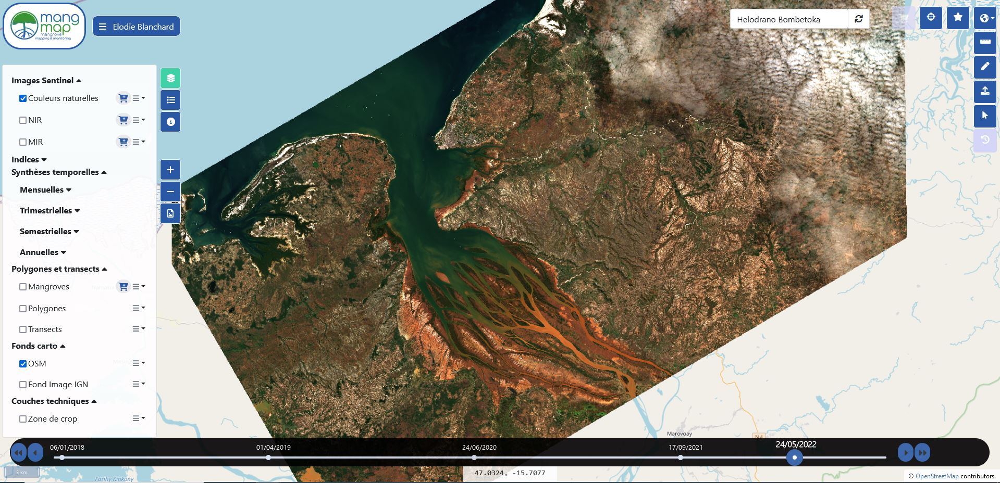 mang
map
mangrove
mapping & monitoring
Elodie Blanchard
Helodrano Bombetoka
Images Sentinel
Couleurs naturelles
NIR
MIR
Indices
Synthèses temporelles
Mensuelles
Trimestrielles
Semestrielles
Annuelles
Polygones et transects
Mangroves
Polygones
Transects
Fonds carto
OSM
Fond Image IGN
Couches techniques
Zone de crop
Marovoay
N 4
06/01/2018
01/04/2019
24/06/2020
17/09/2021
24/05/2022
5 km
Farihy Kinkony
47.0324, -15.7077
© OpenStreetMap contributors.